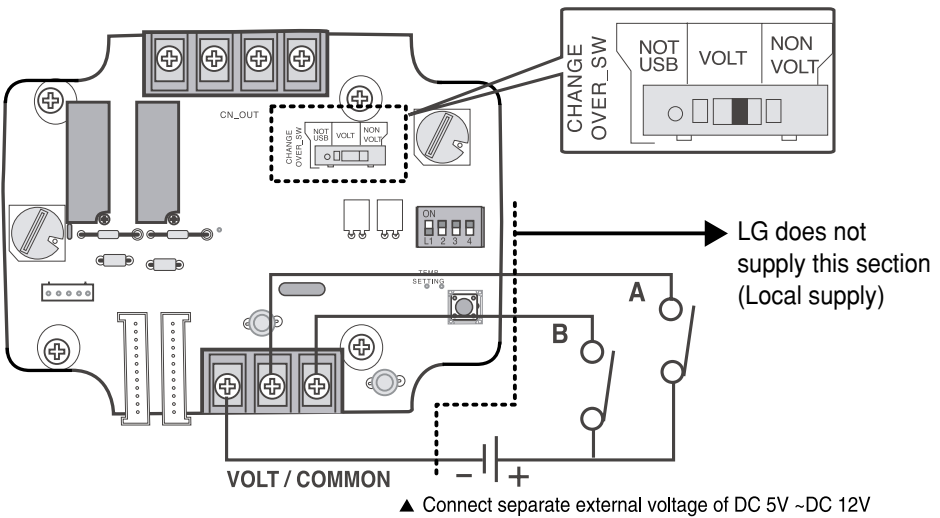 CN_OUT
CHANGE
OVER_SW
NOT
USB
VOLT
NON
VOLT
CHANGE
OVER_SW
NOT
USB
VOLT
NON
VOLT
ON
L1 2 3 4
TEMP
SETTING
LG does not
supply this section
(Local supply)
A
B
VOLT / COMMON
− +
▲ Connect separate external voltage of DC 5V ~DC 12V